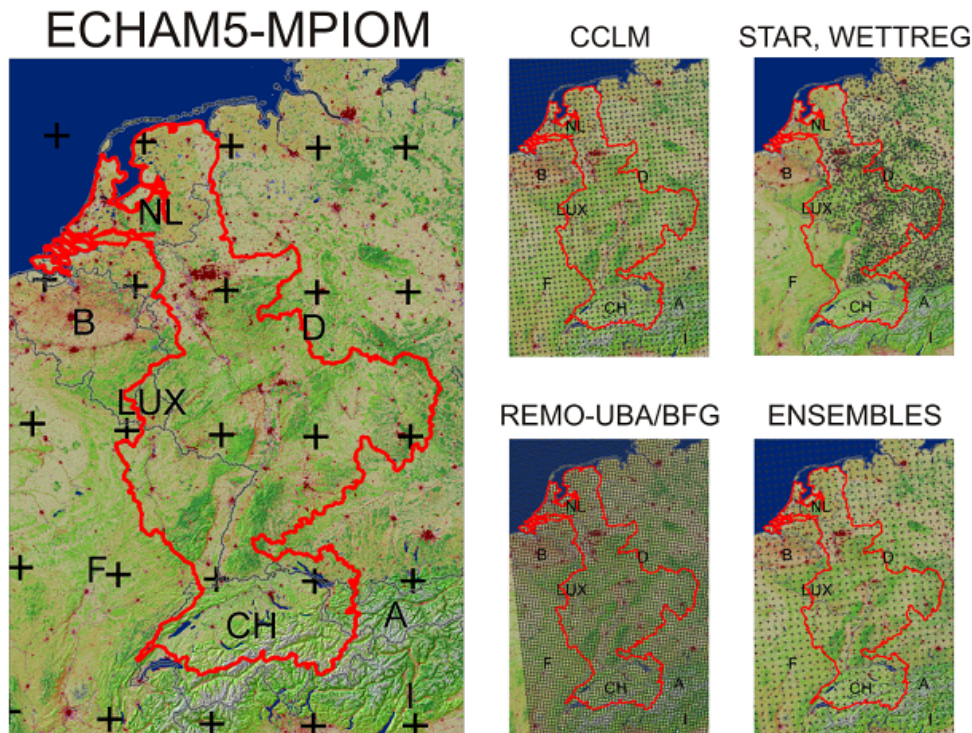 ECHAM5-MPIOM
NL
B
D
LUX
F
CH
A
I
CCLM
NL
B
D
LUX
F
CH
A
I
STAR, WETTREG
NL
B
D
LUX
F
CH
A
I
REMO-UBA/BFG
NL
B
D
LUX
F
CH
A
I
ENSEMBLES
NL
B
D
LUX
F
CH
A
I